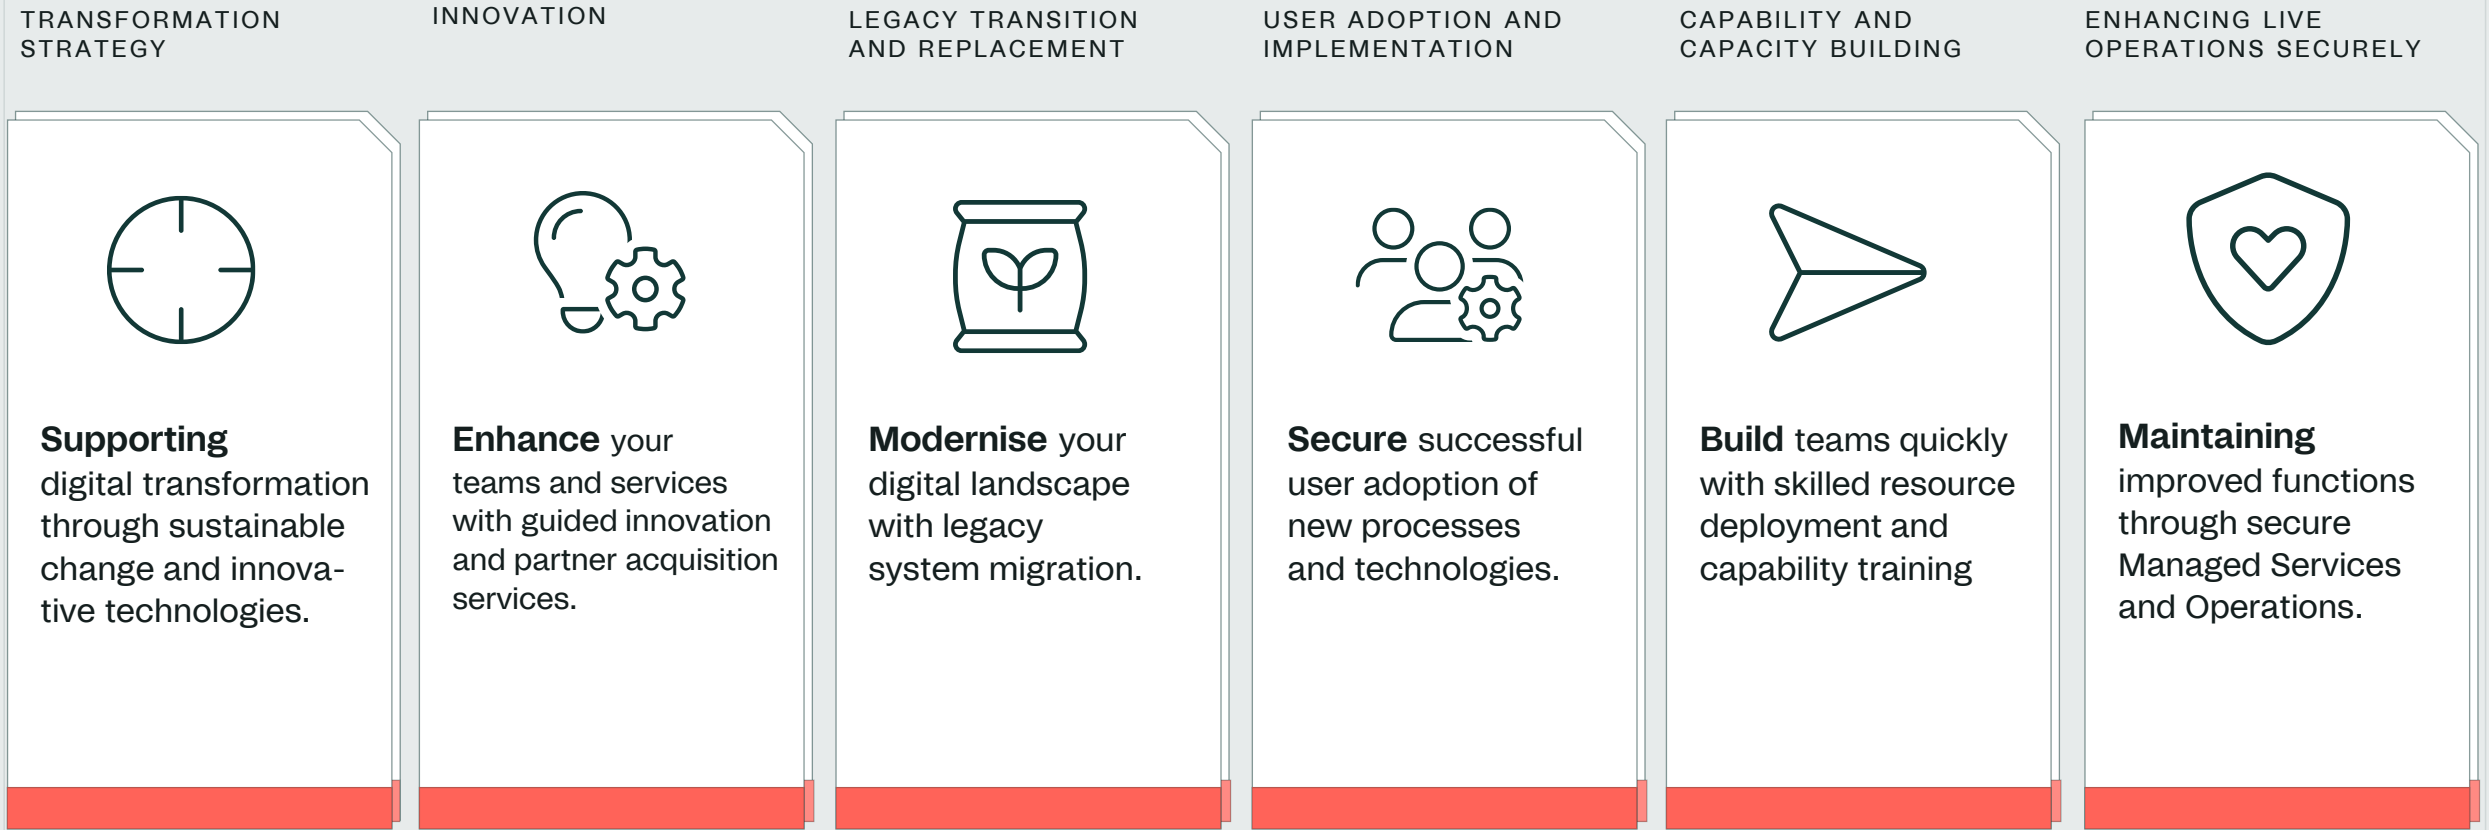 TRANSFORMATION
STRATEGY
INNOVATION
LEGACY TRANSITION
AND REPLACEMENT
USER ADOPTION AND
IMPLEMENTATION
CAPABILITY AND
CAPACITY BUILDING
ENHANCING LIVE
OPERATIONS SECURELY
Supporting
digital transformation
through sustainable
change and innova-
tive technologies.
Enhance your
teams and services
with guided innovation
and partner acquisition
services.
Modernise your
digital landscape
with legacy
system migration.
Secure successful
user adoption of
new processes
and technologies.
Build teams quickly
with skilled resource
deployment and
capability training
Maintaining
improved functions
through secure
Managed Services
and Operations.